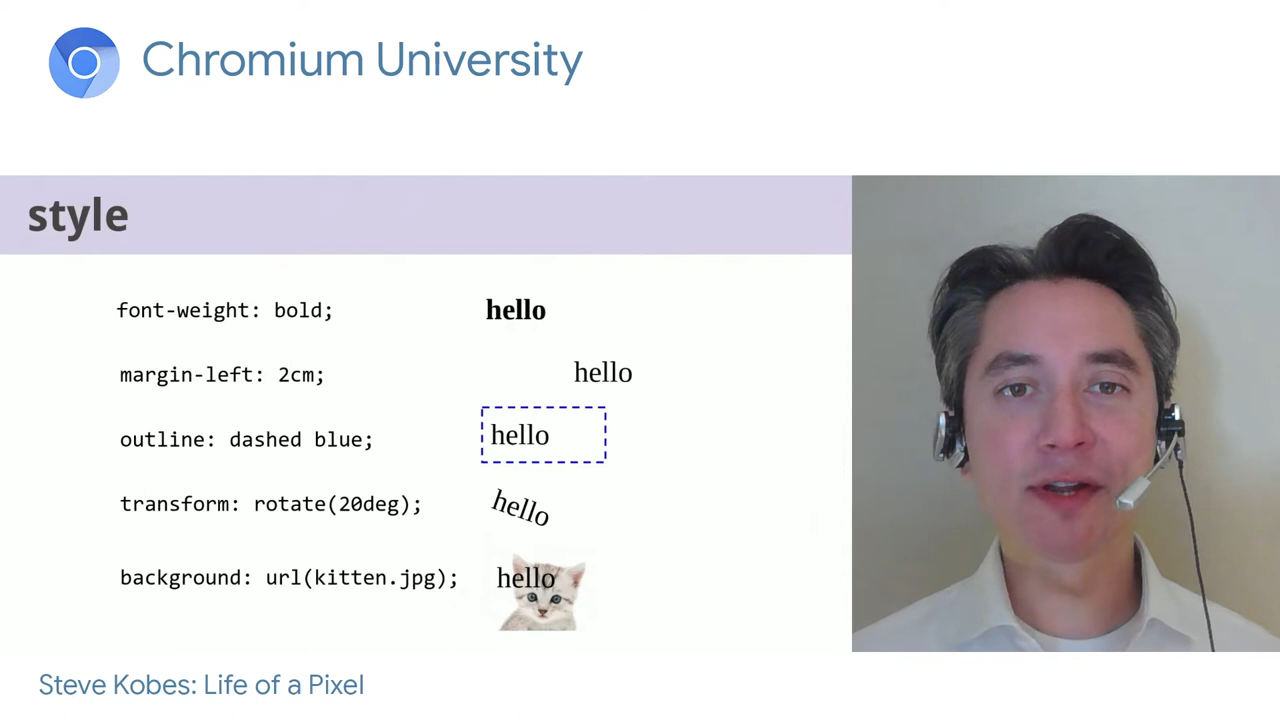 Chromium University
style
font-weight: bold; hello
margin-left: 2cm; hello
outline: dashed blue; hello
transform: rotate(20deg); hello
background: url(kitten.jpg); hello
Steve Kobes: Life of a Pixel